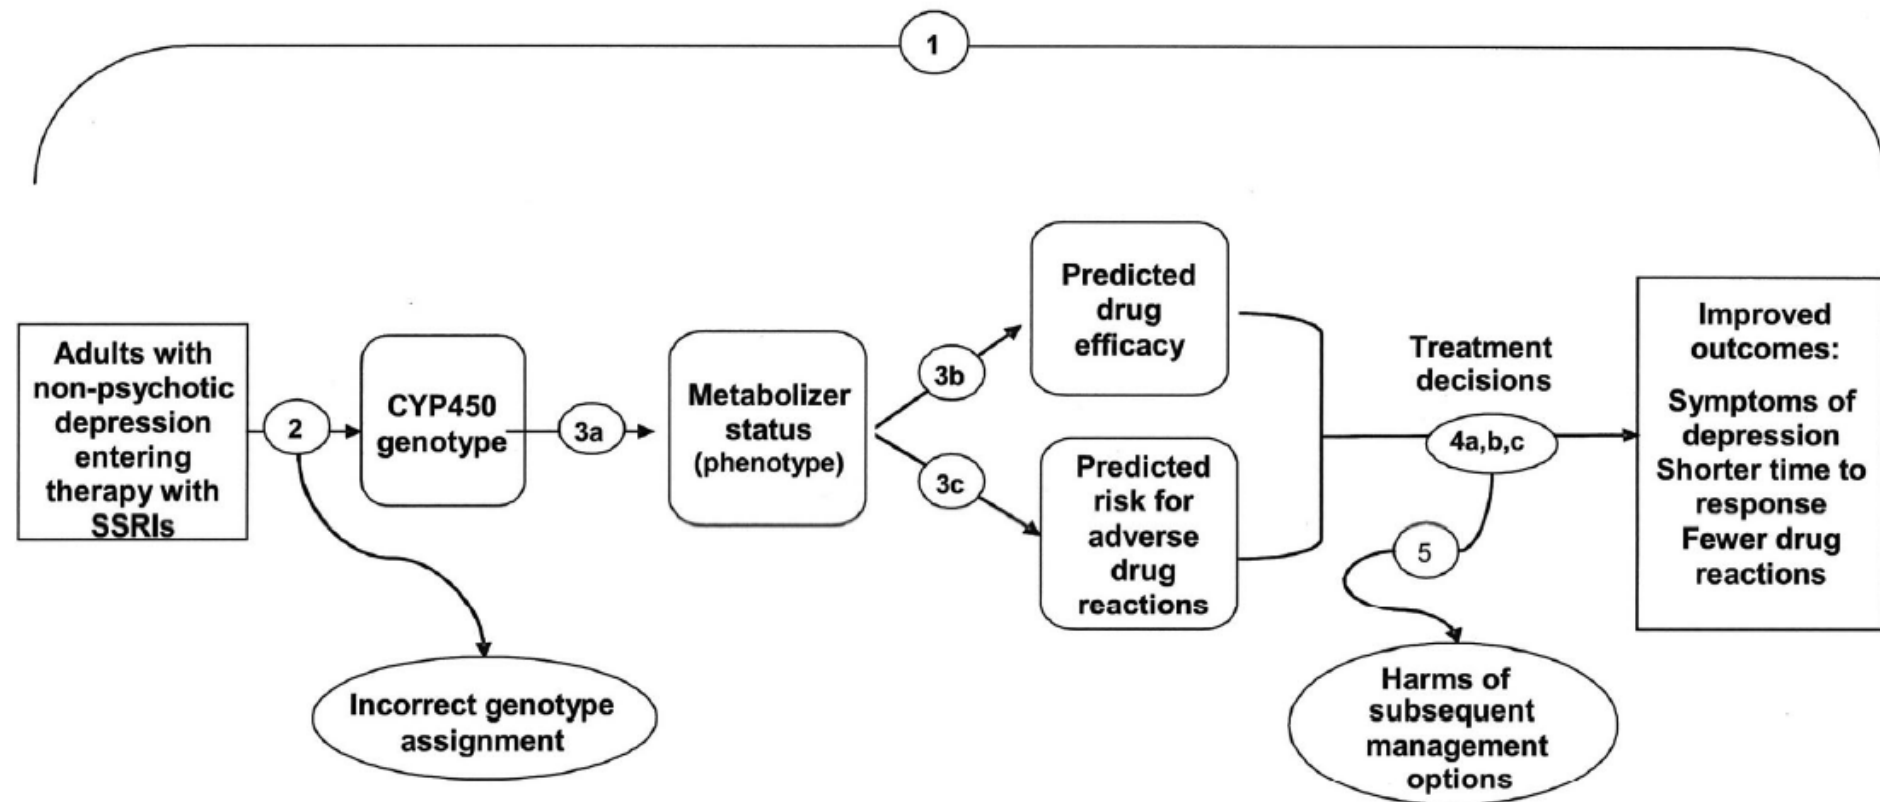 1
Adults with
non-psychotic
depression
entering
therapy with
SSRIs
2
CYP450
genotype
3a
Metabolizer
status
(phenotype)
3b
3c
Predicted
drug
efficacy
Predicted
risk for
adverse
drug
reactions
Treatment
decisions
4a,b,c
5
Improved
outcomes:
Symptoms of
depression
Shorter time to
response
Fewer drug
reactions
Incorrect genotype
assignment
Harms of
subsequent
management
options